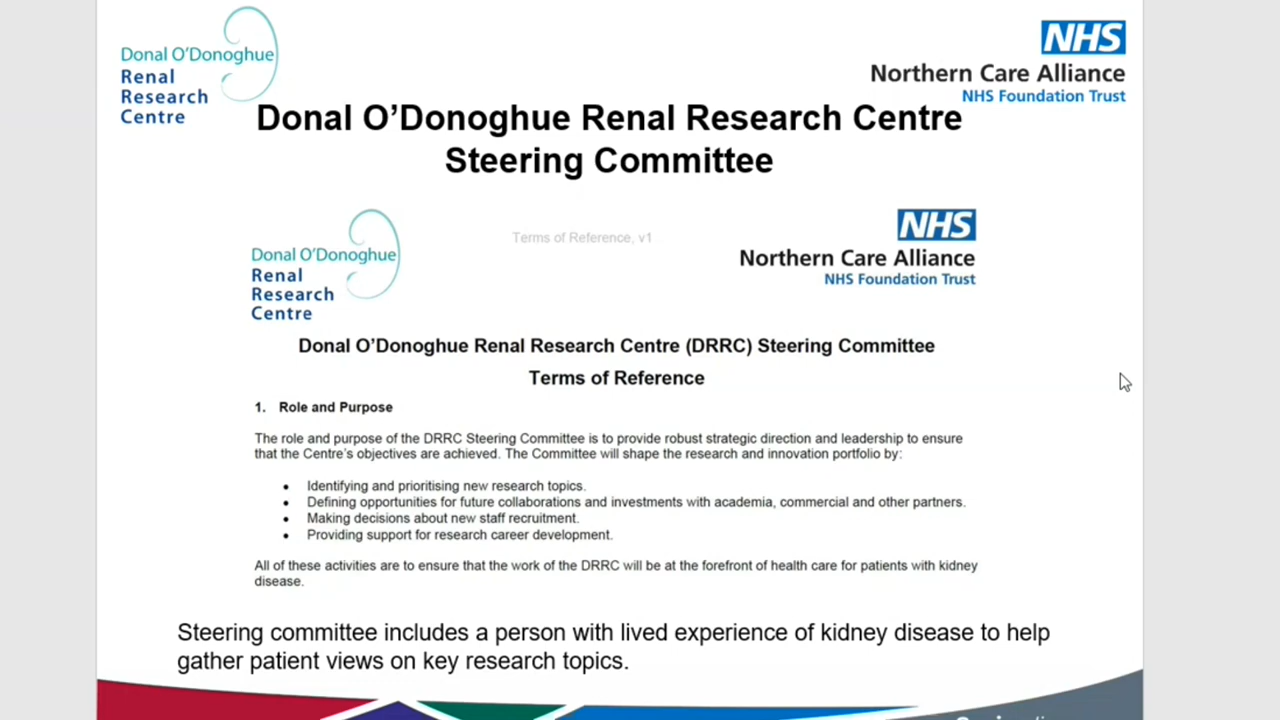 Donal O'Donoghue
Renal
Research
Centre
NHS
Northern Care Alliance
NHS Foundation Trust
Donal O'Donoghue Renal Research Centre
Steering Committee
Donal O'Donoghue
Renal
Research
Centre
Terms of Reference, v1
NHS
Northern Care Alliance
NHS Foundation Trust
Donal O'Donoghue Renal Research Centre (DRRC) Steering Committee
Terms of Reference
1. Role and Purpose
The role and purpose of the DRRC Steering Committee is to provide robust strategic direction and leadership to ensure
that the Centre's objectives are achieved. The Committee will shape the research and innovation portfolio by:
• Identifying and prioritising new research topics.
• Defining opportunities for future collaborations and investments with academia, commercial and other partners.
• Making decisions about new staff recruitment.
• Providing support for research career development.
All of these activities are to ensure that the work of the DRRC will be at the forefront of health care for patients with kidney
disease.
Steering committee includes a person with lived experience of kidney disease to help
gather patient views on key research topics.